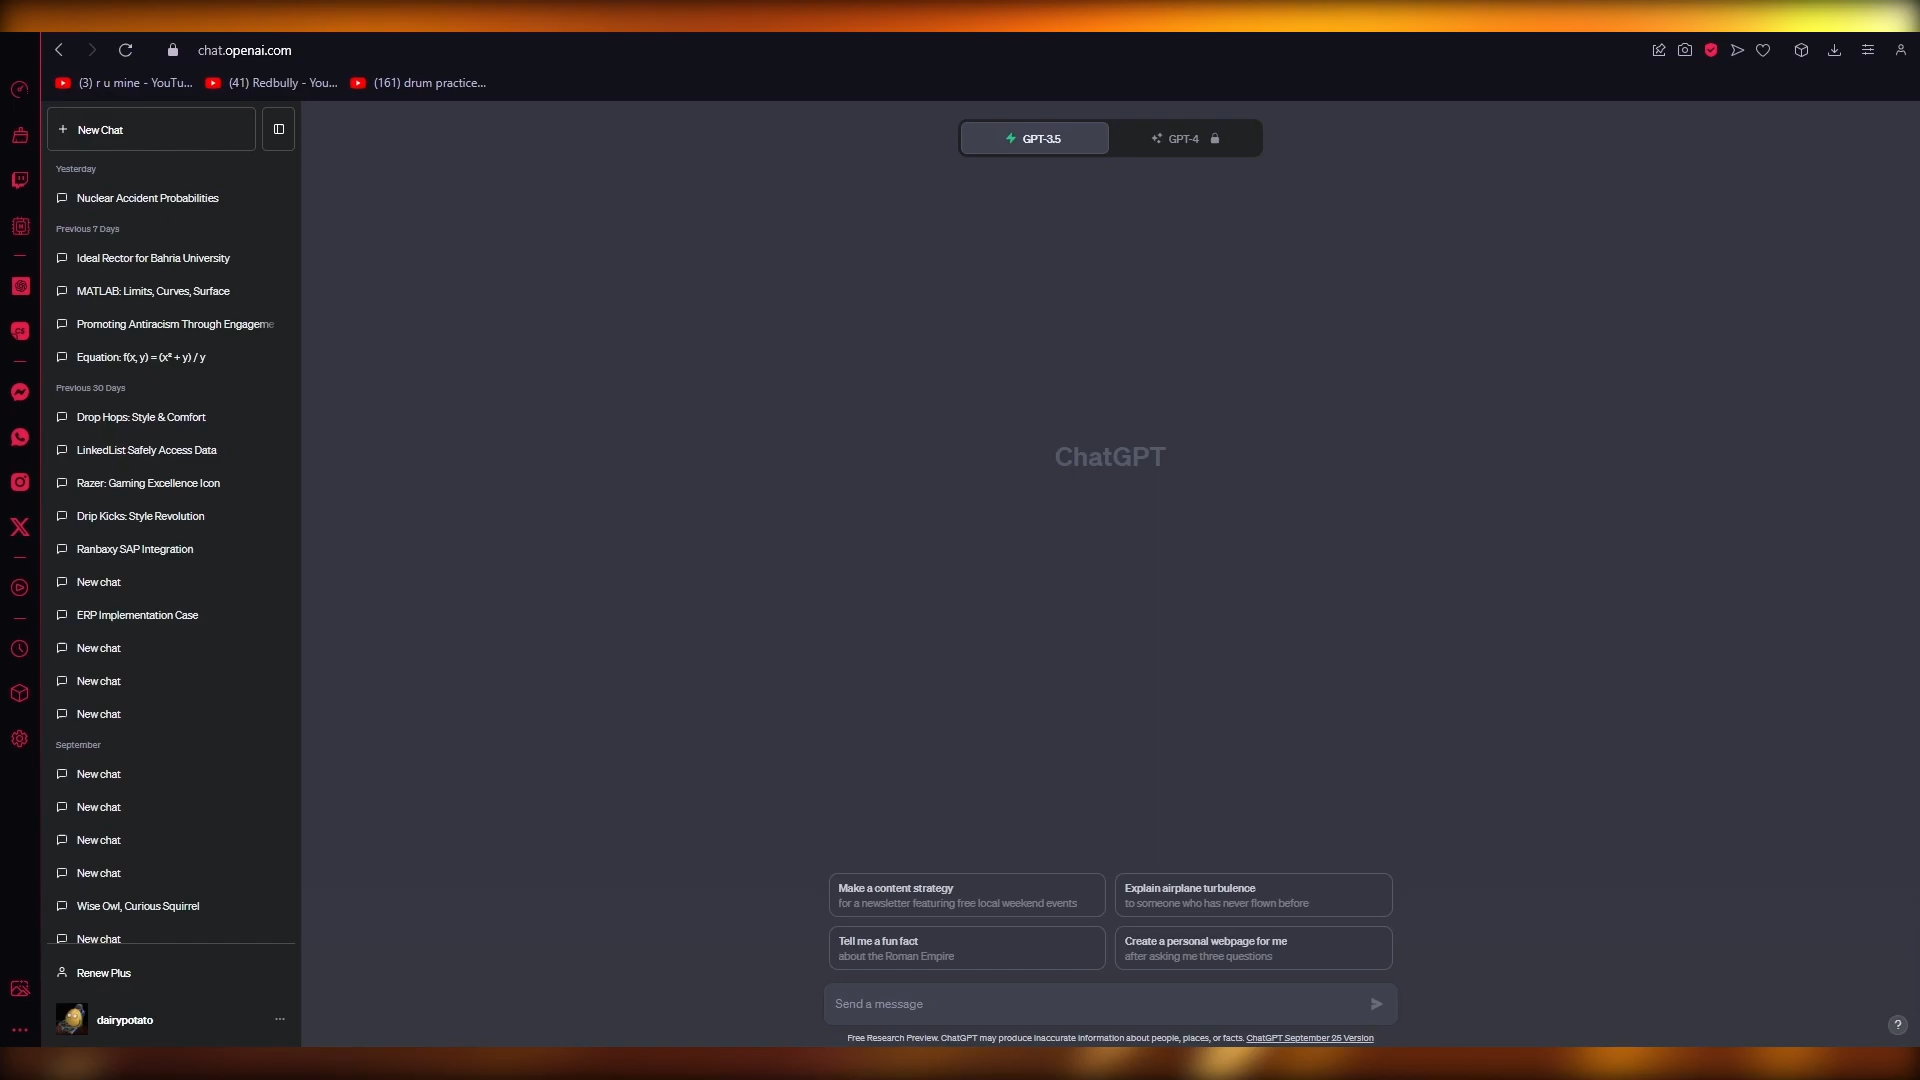 chat.openai.com
(3) r u mine - YouTu...
(41) Redbully - You...
(161) drum practice...
New Chat
GPT-3.5
GPT-4
Yesterday
Nuclear Accident Probabilities
Previous 7 Days
Ideal Rector for Bahria University
MATLAB: Limits, Curves, Surface
Promoting Antiracism Through Engageme
Equation: f(x, y) = (x² + y) / y
Previous 30 Days
Drop Hops: Style & Comfort
LinkedList Safely Access Data
Razer: Gaming Excellence Icon
Drip Kicks: Style Revolution
Ranbaxy SAP Integration
New chat
ERP Implementation Case
New chat
New chat
New chat
September
New chat
New chat
New chat
New chat
Wise Owl, Curious Squirrel
New chat
Renew Plus
dairypotato
ChatGPT
Make a content strategy
for a newsletter featuring free local weekend events
Explain airplane turbulence
to someone who has never flown before
Tell me a fun fact
about the Roman Empire
Create a personal webpage for me
after asking me three questions
Send a message
Free Research Preview. ChatGPT may produce inaccurate information about people, places, or facts. ChatGPT September 25 Version
?